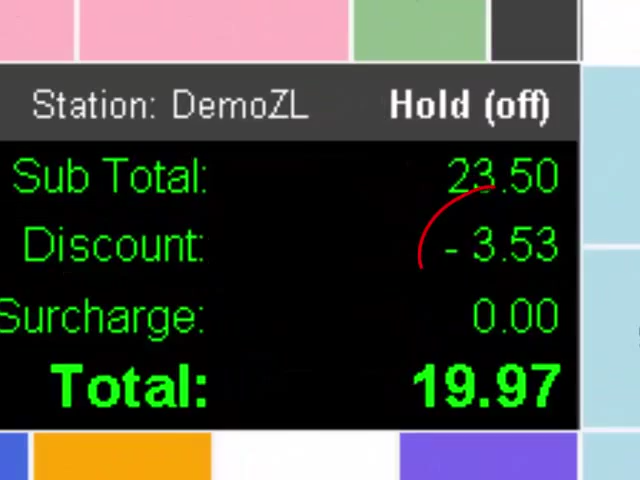 Station: DemoZL Hold (off)
Sub Total: 23.50
Discount: - 3.53
Surcharge: 0.00
Total: 19.97